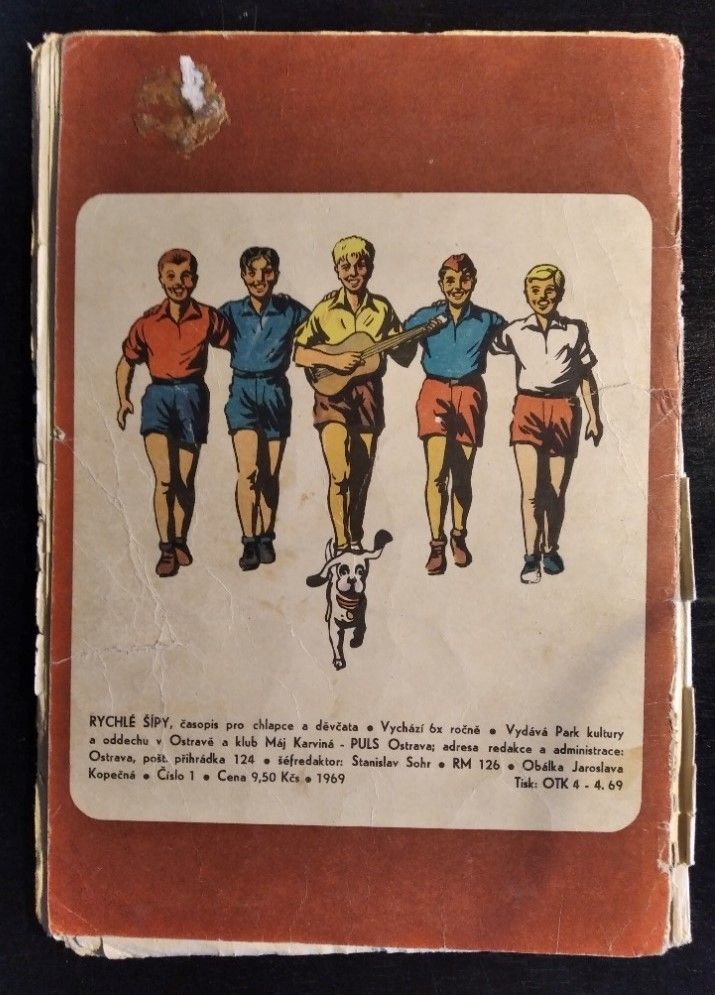 RYCHLÉ ŠÍPY, časopis pro chlapce a děvčata ● Vychází 6x ročně ● Vydává Park kultury
a oddechu v Ostravě a klub Máj Karviná - PULS Ostrava; adresa redakce a administrace:
Ostrava, pošt. přihrádka 124 ● šéfredaktor: Stanislav Sohr ● RM 126 ● Obálka Jaroslava
Kopečná ● Číslo 1 ● Cena 9,50 Kčs ● 1969 Tisk: OTK 4 - 4. 69